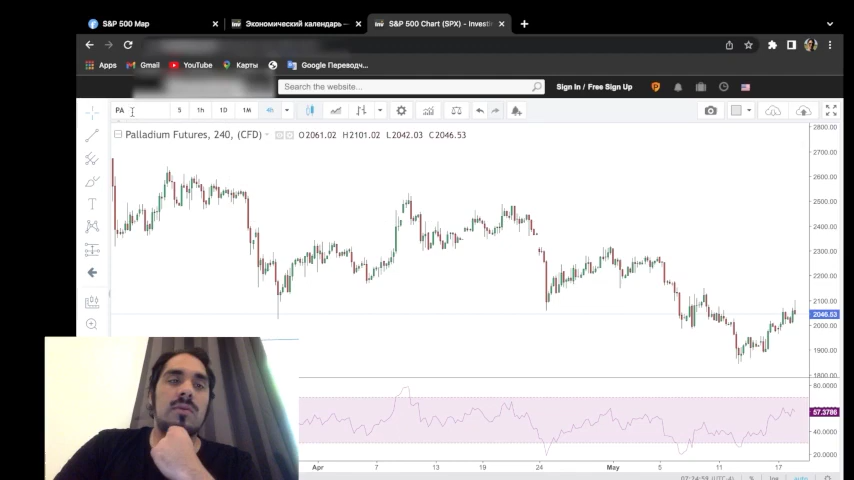 S&P 500 Map
Экономический календарь —
S&P 500 Chart (SPX) - Investi
Apps
Gmail
YouTube
Карты
Google Переводч...
Search the website...
Sign In / Free Sign Up
PA
5
1h
1D
1M
Palladium Futures, 240, (CFD)
O2061.02 H2101.02 L2042.03 C2046.53
2800.00
2700.00
2600.00
2500.00
2400.00
2300.00
2200.00
2100.00
2046.53
2000.00
1900.00
1800.00
80.0000
57.3786
40.0000
20.0000
Apr
7
13
19
24
May
5
11
17
%
log
auto